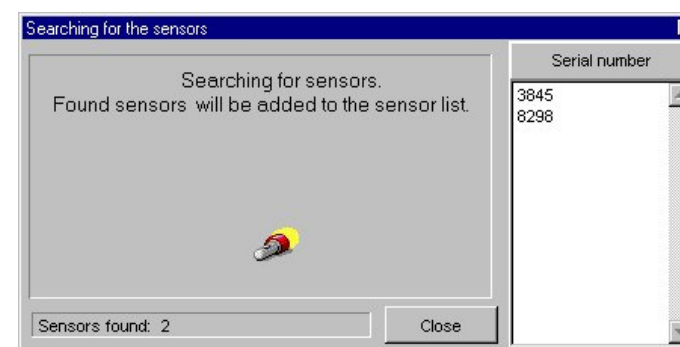 Searching for the sensors
Searching for sensors.
Found sensors will be added to the sensor list.
Sensors found: 2
Close
Serial number
3845
8298